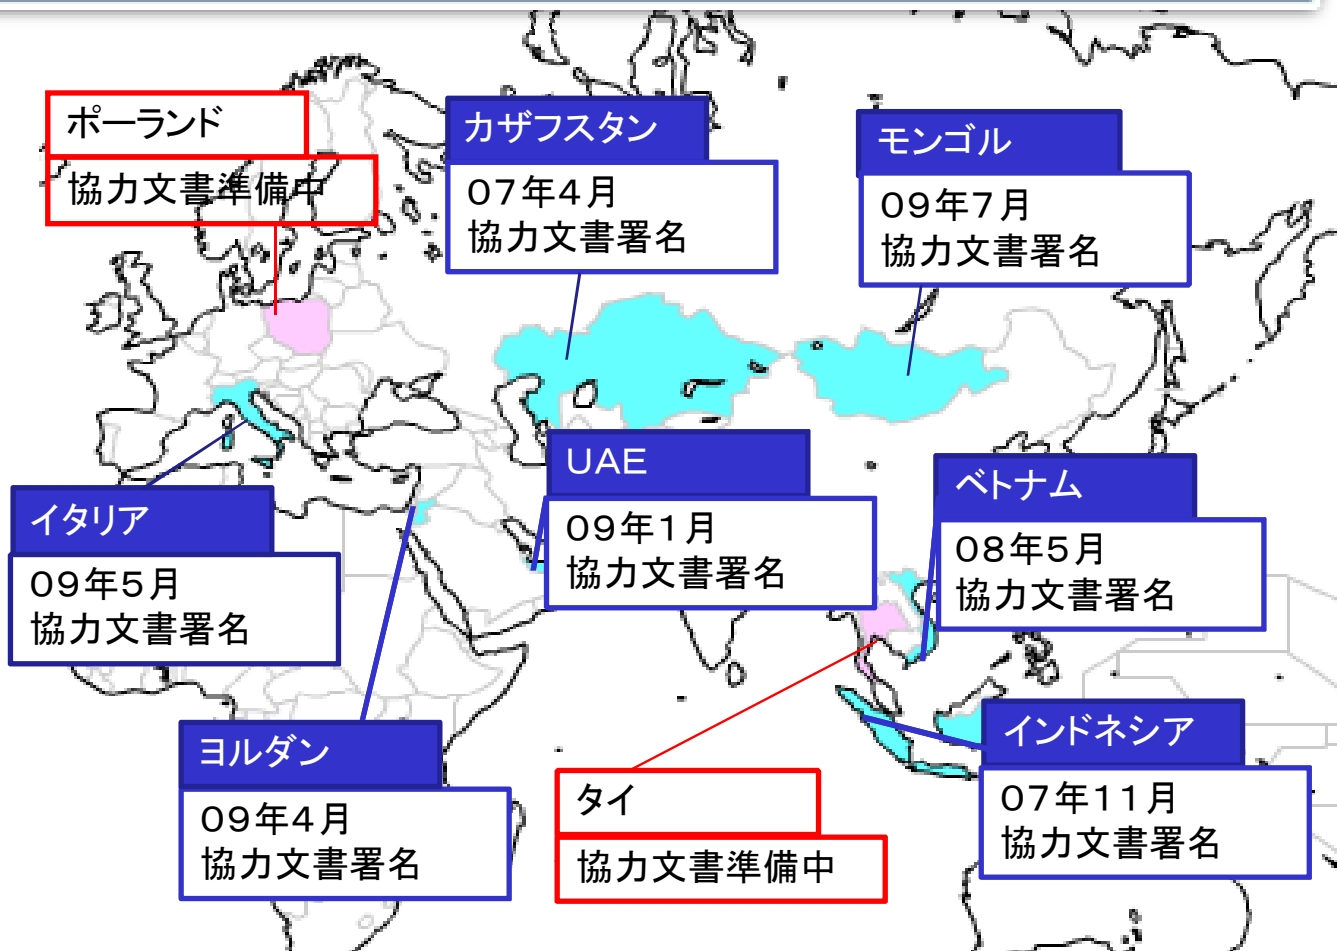 ポーランド
協力文書準備中
カザフスタン
07年4月
協力文書署名
モンゴル
09年7月
協力文書署名
イタリア
09年5月
協力文書署名
UAE
09年1月
協力文書署名
ベトナム
08年5月
協力文書署名
ヨルダン
09年4月
協力文書署名
タイ
協力文書準備中
インドネシア
07年11月
協力文書署名